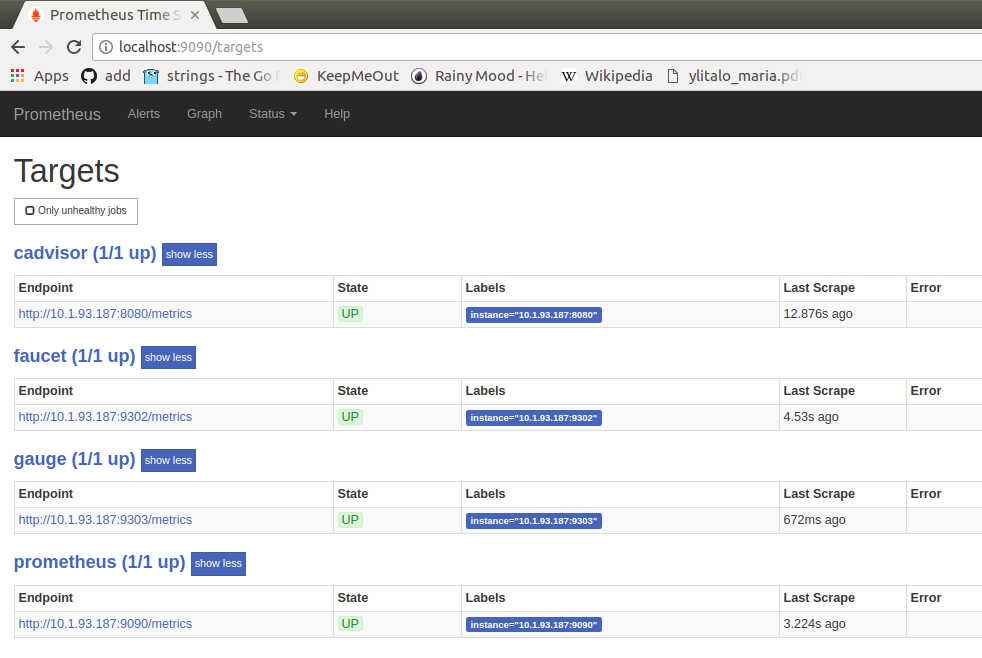 Prometheus Time S
localhost:9090/targets
Apps add strings - The Go KeepMeOut Rainy Mood - Hel Wikipedia ylitalo_maria.pd
Prometheus Alerts Graph Status Help
Targets
Only unhealthy jobs
cadvisor (1/1 up) show less
Endpoint State Labels Last Scrape Error
http://10.1.93.187:8080/metrics UP instance="10.1.93.187:8080" 12.876s ago
faucet (1/1 up) show less
Endpoint State Labels Last Scrape Error
http://10.1.93.187:9302/metrics UP instance="10.1.93.187:9302" 4.53s ago
gauge (1/1 up) show less
Endpoint State Labels Last Scrape Error
http://10.1.93.187:9303/metrics UP instance="10.1.93.187:9303" 672ms ago
prometheus (1/1 up) show less
Endpoint State Labels Last Scrape Error
http://10.1.93.187:9090/metrics UP instance="10.1.93.187:9090" 3.224s ago